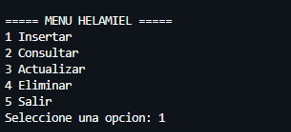 ===== MENU HELAMIEL =====
1 Insertar
2 Consultar
3 Actualizar
4 Eliminar
5 Salir
Seleccione una opcion: 1